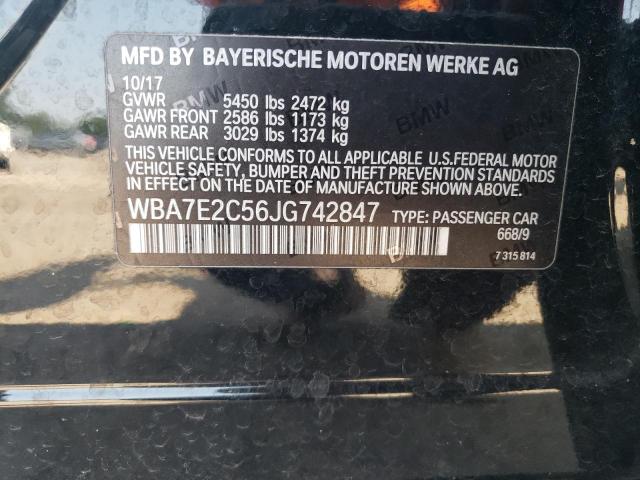 MFD BY BAYERISCHE MOTOREN WERKE AG
10/17
GVWR 5450 lbs 2472 kg
GAWR FRONT 2586 lbs 1173 kg
GAWR REAR 3029 lbs 1374 kg
THIS VEHICLE CONFORMS TO ALL APPLICABLE U.S.FEDERAL MOTOR
VEHICLE SAFETY, BUMPER AND THEFT PREVENTION STANDARDS
IN EFFECT ON THE DATE OF MANUFACTURE SHOWN ABOVE.
WBA7E2C56JG742847 TYPE: PASSENGER CAR
668/9
7 315 814